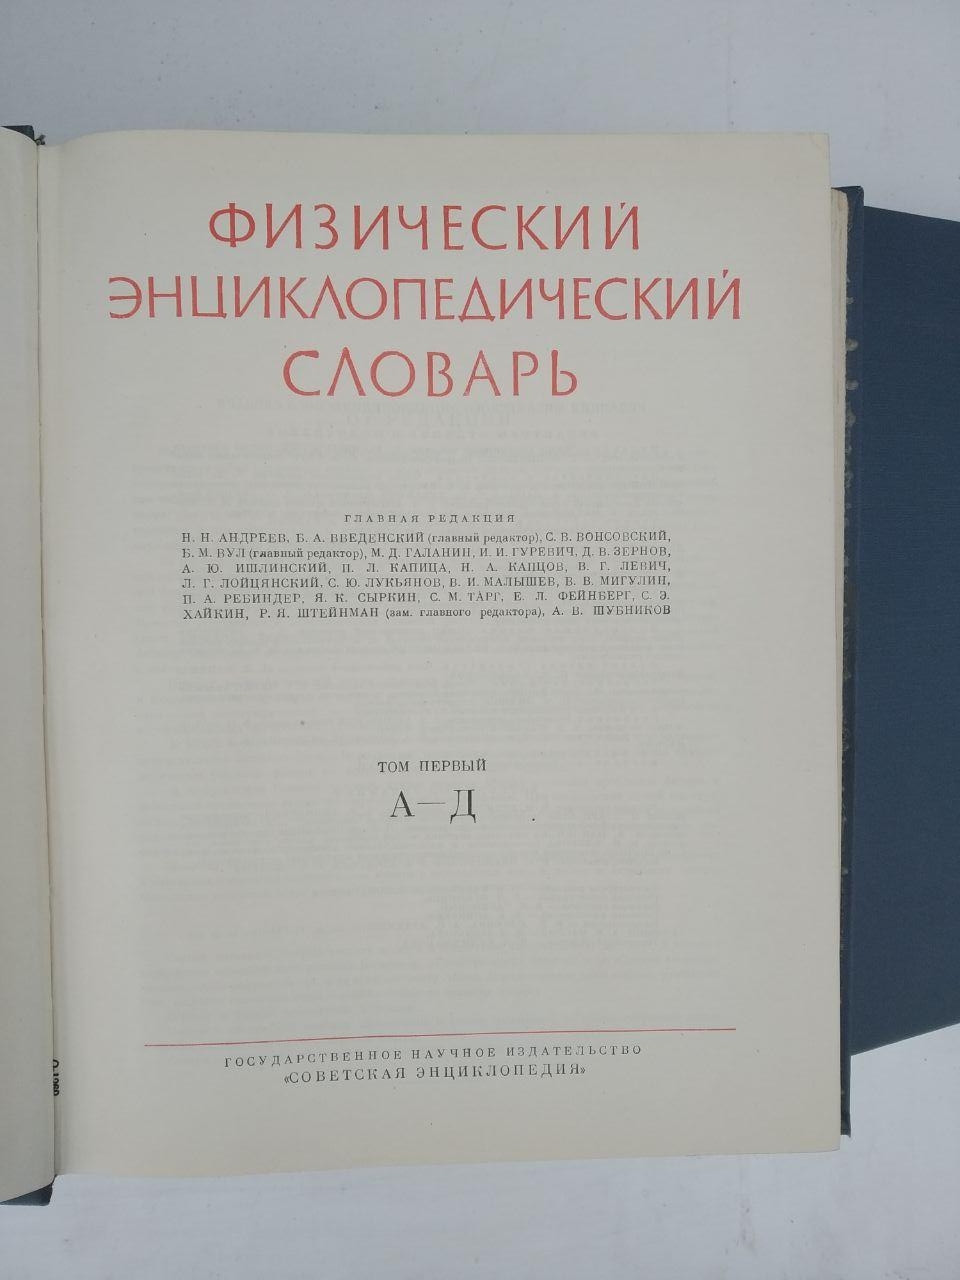 ФИЗИЧЕСКИЙ
ЭНЦИКЛОПЕДИЧЕСКИЙ
СЛОВАРЬ
ГЛАВНАЯ РЕДАКЦИЯ
Н. Н. АНДРЕЕВ, Б. А. ВВЕДЕНСКИЙ (главный редактор), С. В. ВОНСОВСКИЙ,
Б. М. ВУЛ (главный редактор), М. Д. ГАЛАНИН, И. И. ГУРЕВИЧ, Д. В. ЗЕРНОВ,
А. Ю. ИШЛИНСКИЙ, П. Л. КАПИЦА, Н. А. КАПЦОВ, В. Г. ЛЕВИЧ,
Л. Г. ЛОЙЦЯНСКИЙ, С. Ю. ЛУКЬЯНОВ, В. И. МАЛЫШЕВ, В. В. МИГУЛИН,
П. А. РЕБИНДЕР, Я. К. СЫРКИН, С. М. ТАРГ, Е. Л. ФЕЙНБЕРГ, С. Э.
ХАЙКИН, Р. Я. ШТЕЙНМАН (зам. главного редактора), А. В. ШУБНИКОВ
ТОМ ПЕРВЫЙ
А—Д
ГОСУДАРСТВЕННОЕ НАУЧНОЕ ИЗДАТЕЛЬСТВО
«СОВЕТСКАЯ ЭНЦИКЛОПЕДИЯ»